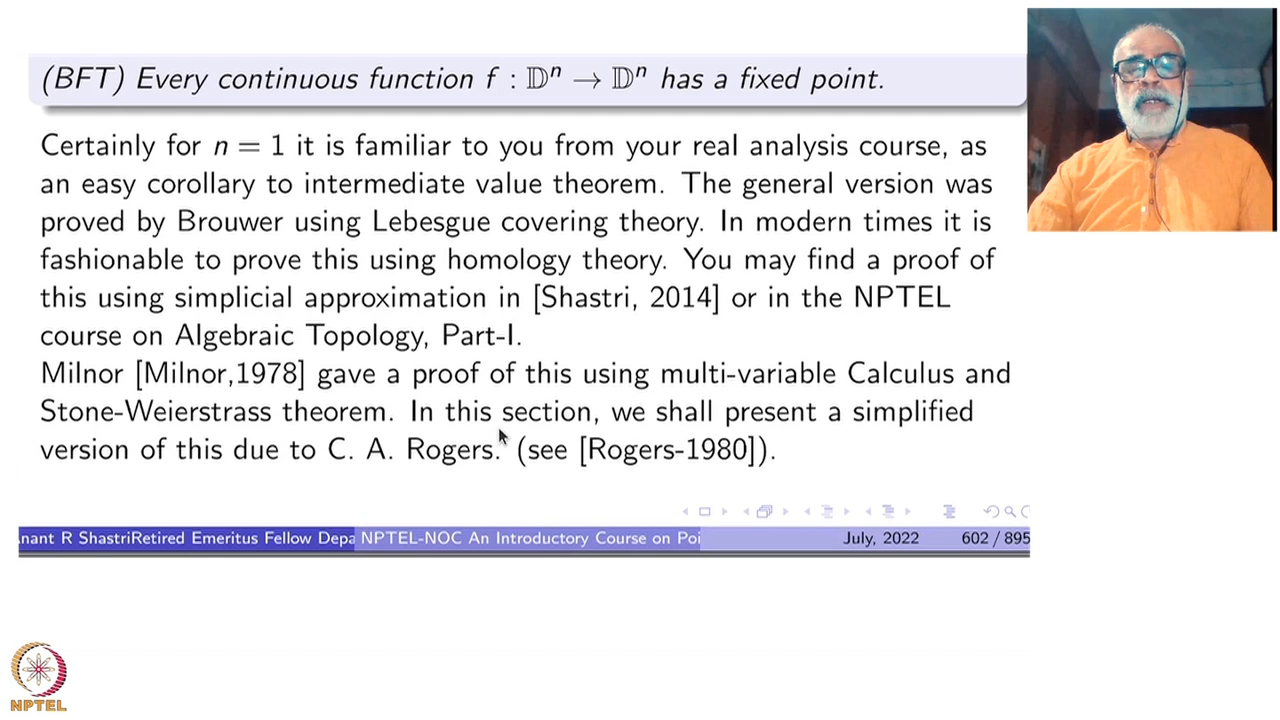 (BFT) Every continuous function f : 𝔻ⁿ → 𝔻ⁿ has a fixed point.
Certainly for n = 1 it is familiar to you from your real analysis course, as
an easy corollary to intermediate value theorem. The general version was
proved by Brouwer using Lebesgue covering theory. In modern times it is
fashionable to prove this using homology theory. You may find a proof of
this using simplicial approximation in [Shastri, 2014] or in the NPTEL
course on Algebraic Topology, Part-I.
Milnor [Milnor,1978] gave a proof of this using multi-variable Calculus and
Stone-Weierstrass theorem. In this section, we shall present a simplified
version of this due to C. A. Rogers. (see [Rogers-1980]).
nant R ShastriRetired Emeritus Fellow Depa NPTEL-NOC An Introductory Course on Poi July, 2022 602 / 895
NPTEL